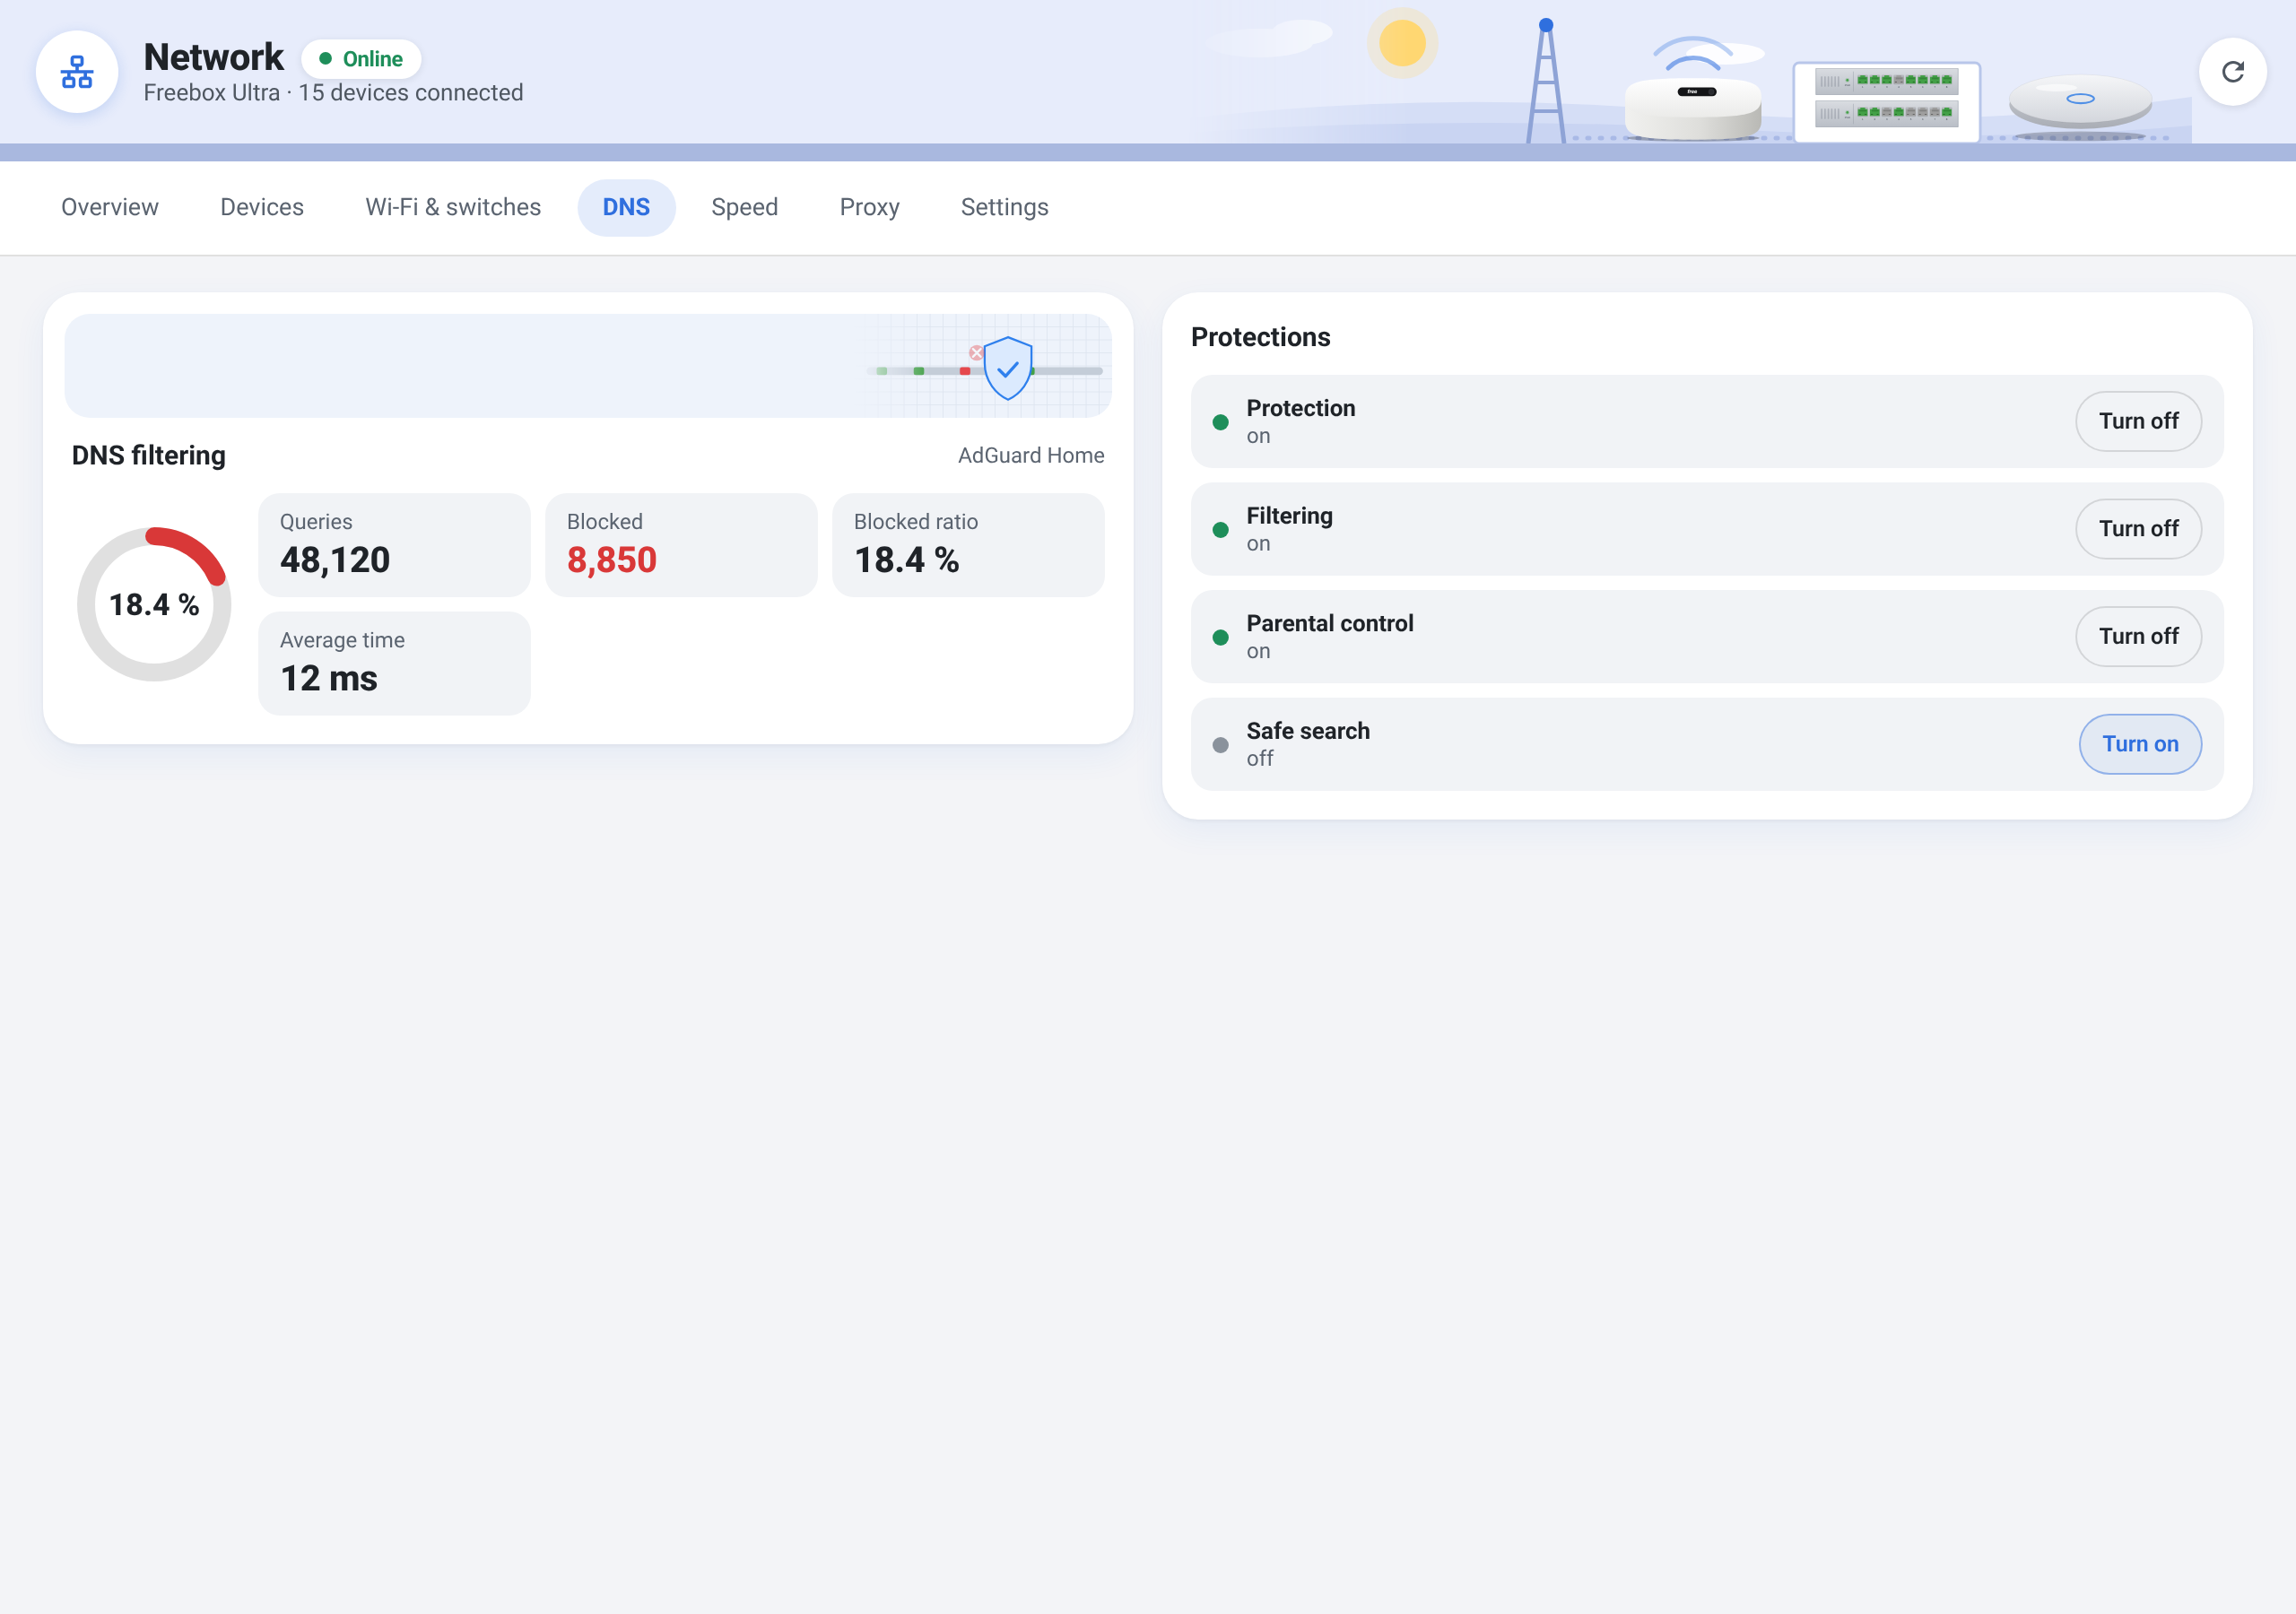 Network
Online
Freebox Ultra · 15 devices connected
free
Overview
Devices
Wi-Fi & switches
DNS
Speed
Proxy
Settings
DNS filtering
AdGuard Home
18.4 %
Queries
48,120
Blocked
8,850
Blocked ratio
18.4 %
Average time
12 ms
Protections
Protection
on
Turn off
Filtering
on
Turn off
Parental control
on
Turn off
Safe search
off
Turn on